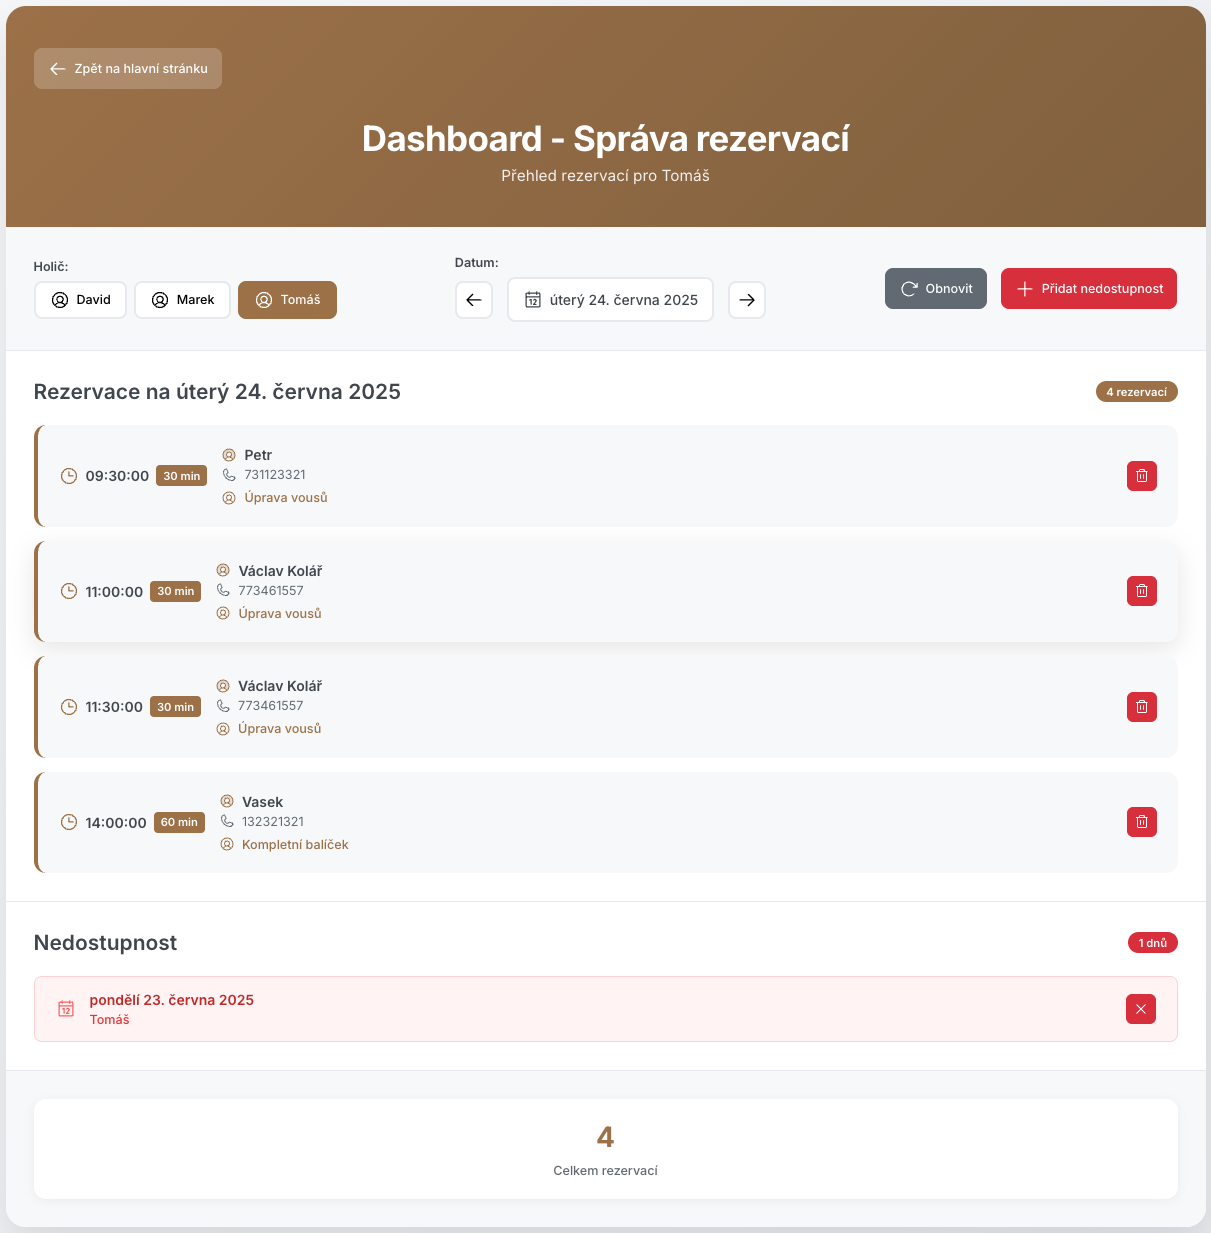 Zpět na hlavní stránku
Dashboard - Správa rezervací
Přehled rezervací pro Tomáš
Holič:
David
Marek
Tomáš
Datum:
12
úterý 24. června 2025
Obnovit
Přidat nedostupnost
Rezervace na úterý 24. června 2025
4 rezervací
09:30:00 30 min
Petr
731123321
Úprava vousů
11:00:00 30 min
Václav Kolář
773461557
Úprava vousů
11:30:00 30 min
Václav Kolář
773461557
Úprava vousů
14:00:00 60 min
Vasek
132321321
Kompletní balíček
Nedostupnost
1 dnů
12
pondělí 23. června 2025
Tomáš
4
Celkem rezervací